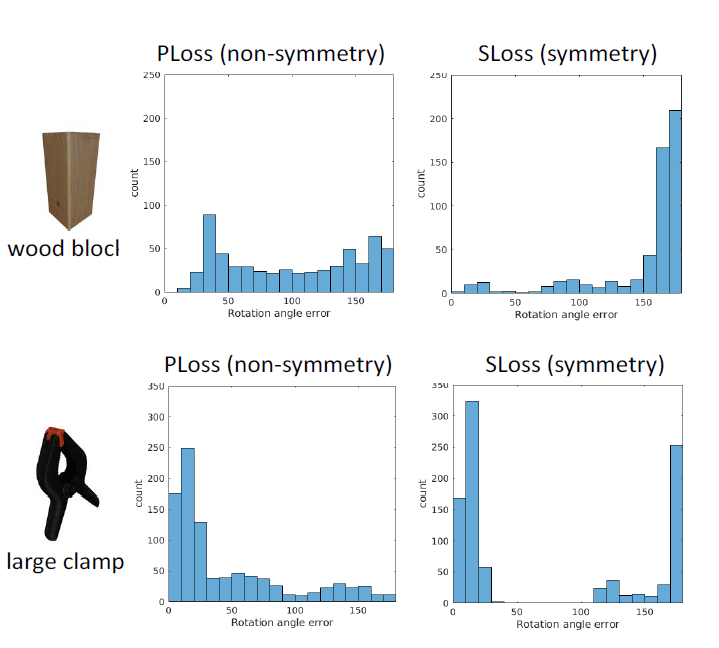 PLoss (non-symmetry)
SLoss (symmetry)
250
200
150
100
50
0
count
0 50 100 150
Rotation angle error
250
200
150
100
50
0
count
0 50 100 150
Rotation angle error
wood blocl
PLoss (non-symmetry)
SLoss (symmetry)
350
300
250
200
150
100
50
0
count
0 50 100 150
Rotation angle error
350
300
250
200
150
100
50
0
count
0 50 100 150
Rotation angle error
large clamp